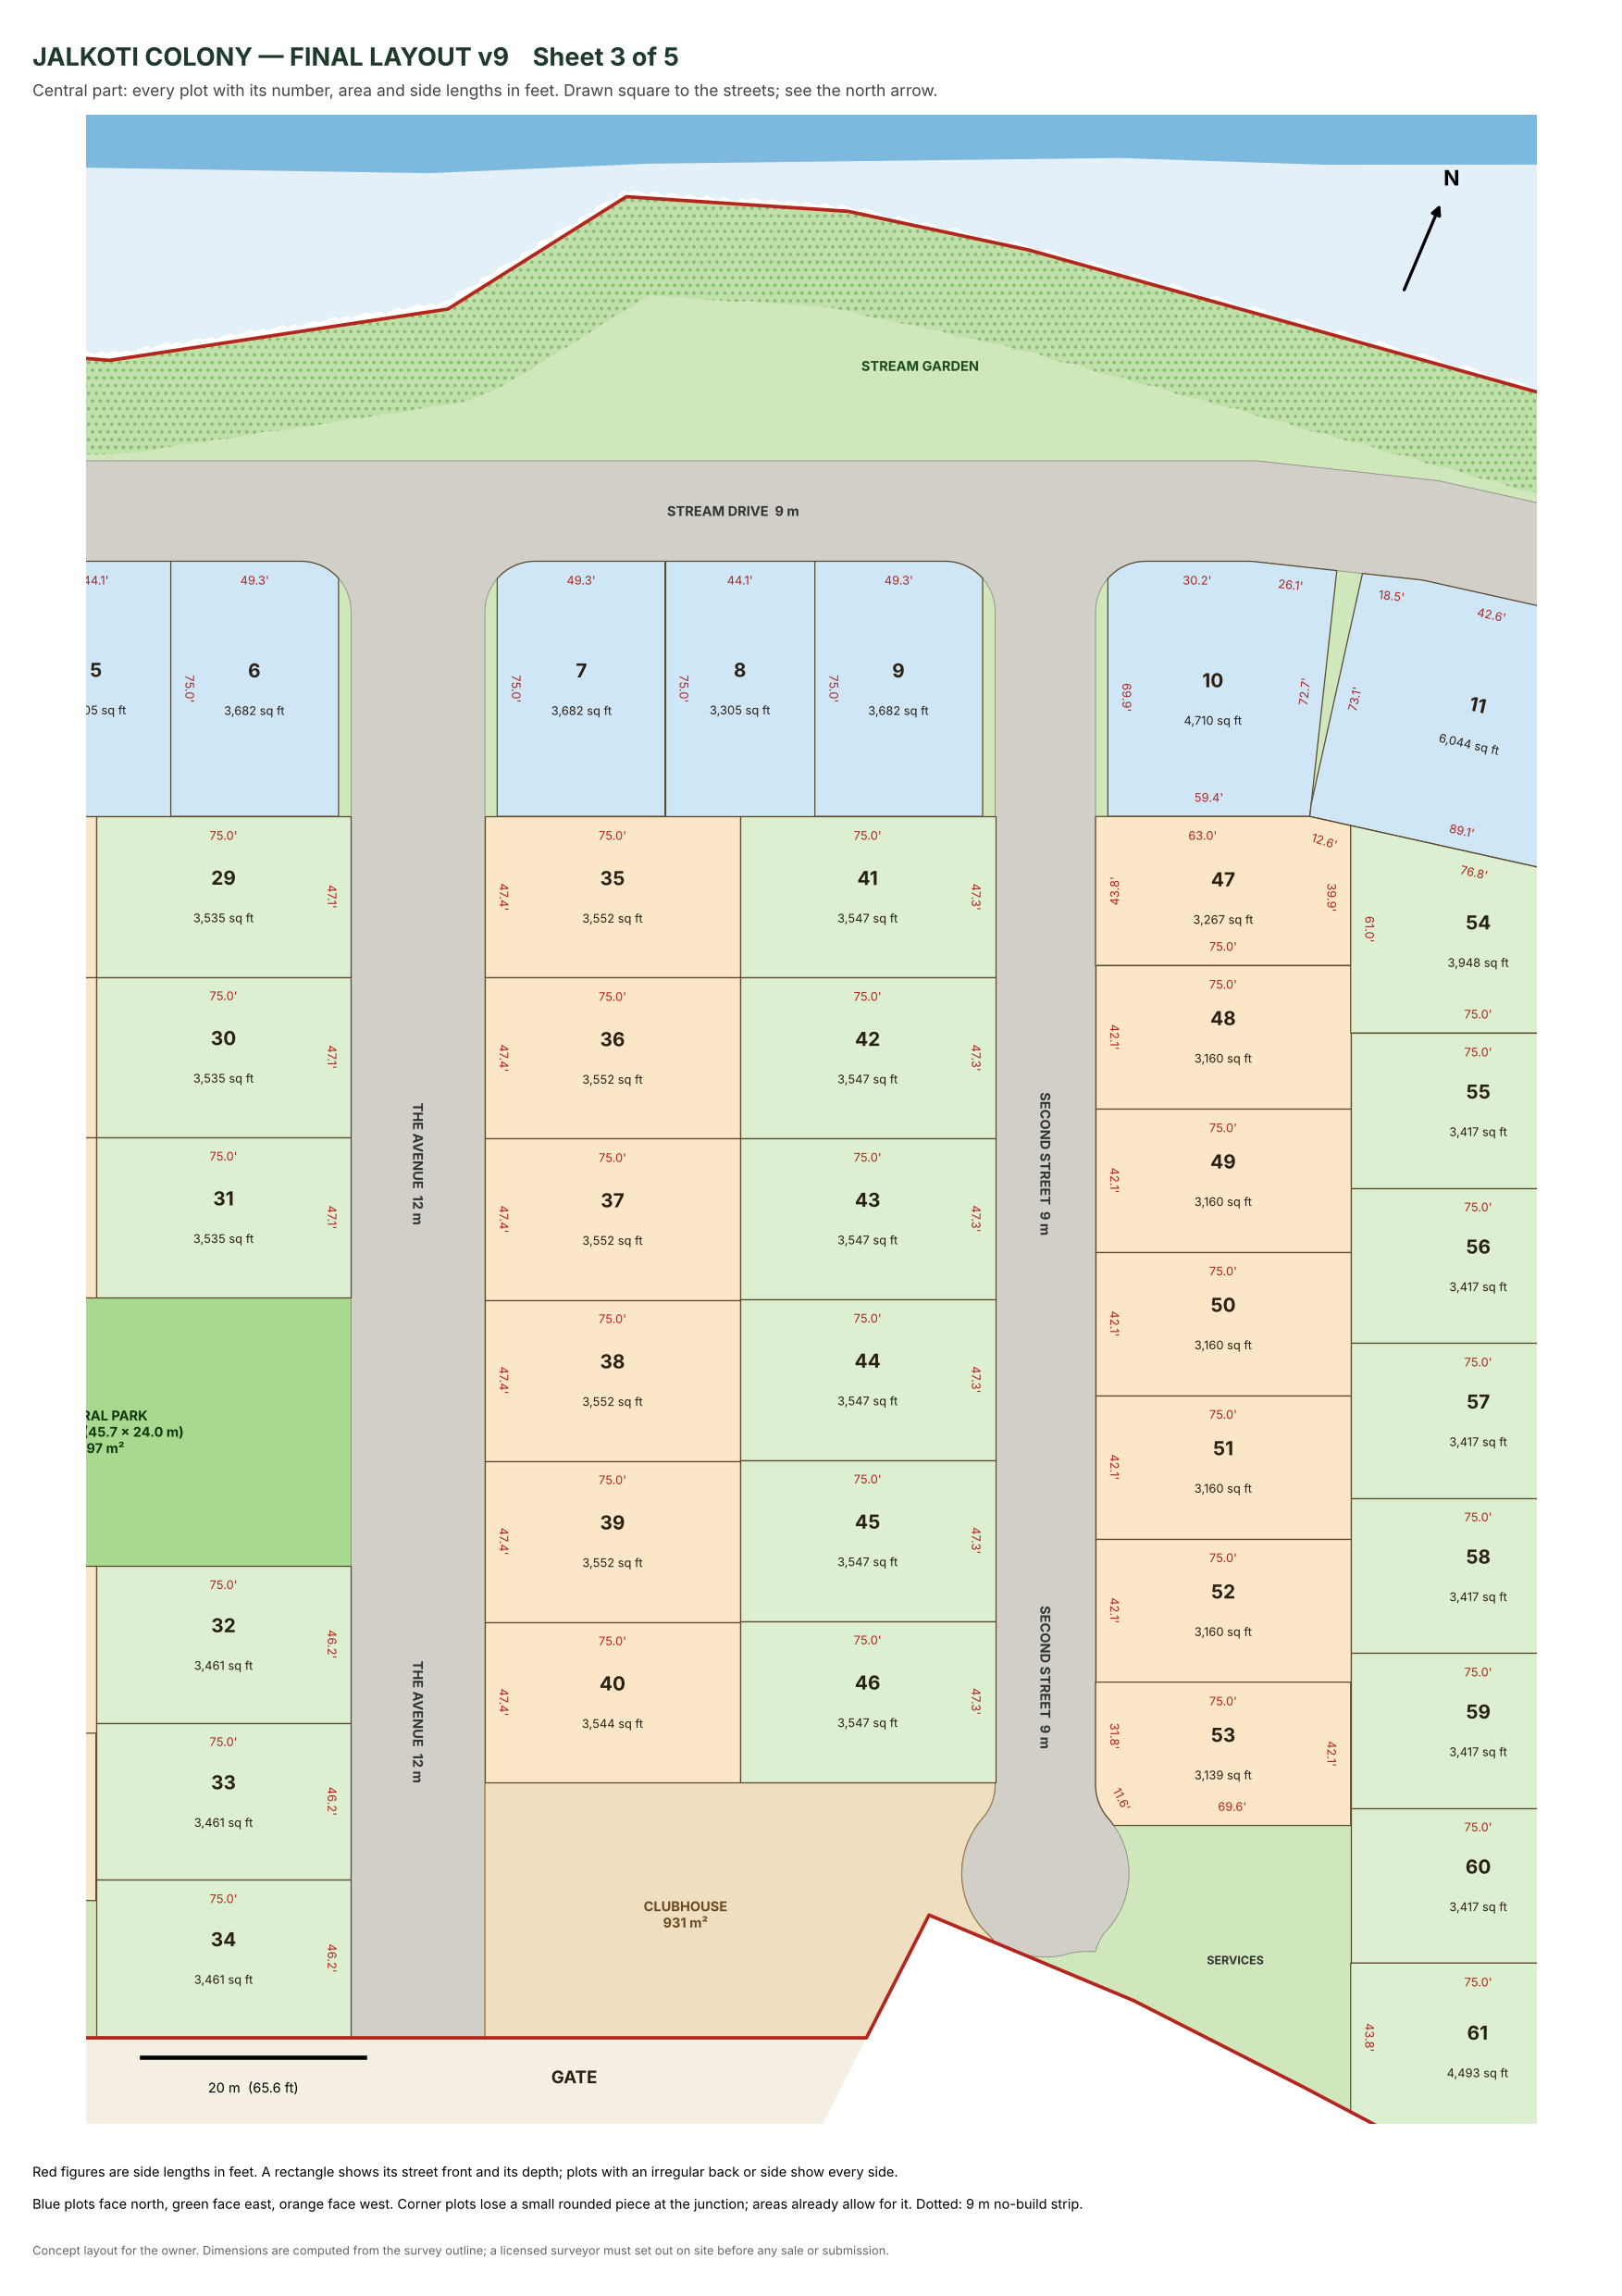 JALKOTI COLONY — FINAL LAYOUT v9 Sheet 3 of 5
Central part: every plot with its number, area and side lengths in feet. Drawn square to the streets; see the north arrow.
N
STREAM GARDEN
STREAM DRIVE 9 m
44.1'
5
05 sq ft
49.3'
75.0'
6
3,682 sq ft
49.3'
75.0'
7
3,682 sq ft
44.1'
75.0'
8
3,305 sq ft
49.3'
75.0'
9
3,682 sq ft
30.2'
26.1'
69.9'
72.7'
10
4,710 sq ft
59.4'
18.5'
42.6'
73.1'
11
6,044 sq ft
89.1'
75.0'
29
47.1'
3,535 sq ft
75.0'
30
47.1'
3,535 sq ft
75.0'
31
47.1'
3,535 sq ft
RAL PARK
(45.7 × 24.0 m)
97 m²
75.0'
32
46.2'
3,461 sq ft
75.0'
33
46.2'
3,461 sq ft
75.0'
34
46.2'
3,461 sq ft
THE AVENUE 12 m
THE AVENUE 12 m
75.0'
35
47.4'
3,552 sq ft
75.0'
36
47.4'
3,552 sq ft
75.0'
37
47.4'
3,552 sq ft
75.0'
38
47.4'
3,552 sq ft
75.0'
39
47.4'
3,552 sq ft
75.0'
40
47.4'
3,544 sq ft
75.0'
41
47.3'
3,547 sq ft
75.0'
42
47.3'
3,547 sq ft
75.0'
43
47.3'
3,547 sq ft
75.0'
44
47.3'
3,547 sq ft
75.0'
45
47.3'
3,547 sq ft
75.0'
46
47.3'
3,547 sq ft
CLUBHOUSE
931 m²
SECOND STREET 9 m
SECOND STREET 9 m
63.0'
12.6'
43.8'
47
39.9'
3,267 sq ft
75.0'
75.0'
48
42.1'
3,160 sq ft
75.0'
49
42.1'
3,160 sq ft
75.0'
50
42.1'
3,160 sq ft
75.0'
51
42.1'
3,160 sq ft
75.0'
52
42.1'
3,160 sq ft
75.0'
31.8'
53
42.1'
3,139 sq ft
11.6'
69.6'
SERVICES
76.8'
61.0'
54
3,948 sq ft
75.0'
75.0'
55
3,417 sq ft
75.0'
56
3,417 sq ft
75.0'
57
3,417 sq ft
75.0'
58
3,417 sq ft
75.0'
59
3,417 sq ft
75.0'
60
3,417 sq ft
75.0'
61
43.8'
4,493 sq ft
20 m (65.6 ft)
GATE
Red figures are side lengths in feet. A rectangle shows its street front and its depth; plots with an irregular back or side show every side.
Blue plots face north, green face east, orange face west. Corner plots lose a small rounded piece at the junction; areas already allow for it. Dotted: 9 m no-build strip.
Concept layout for the owner. Dimensions are computed from the survey outline; a licensed surveyor must set out on site before any sale or submission.